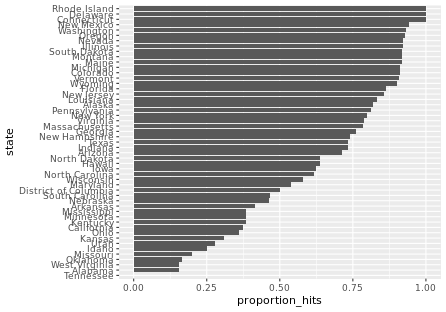 Rhode Island
Delaware
Connecticut
New Mexico
Washington
Oregon
Nevada
Illinois
South Dakota
Montana
Maine
Michigan
Colorado
Vermont
Wyoming
Florida
New Jersey
Louisiana
Alaska
Pennsylvania
New York
Virginia
Massachusetts
Georgia
New Hampshire
Texas
Indiana
Arizona
North Dakota
Hawaii
Iowa
North Carolina
Wisconsin
Maryland
District of Columbia
South Carolina
Nebraska
Arkansas
Mississippi
Minnesota
Kentucky
California
Ohio
Kansas
Utah
Idaho
Missouri
Oklahoma
West Virginia
Alabama
Tennessee
state
0.00 0.25 0.50 0.75 1.00
proportion_hits